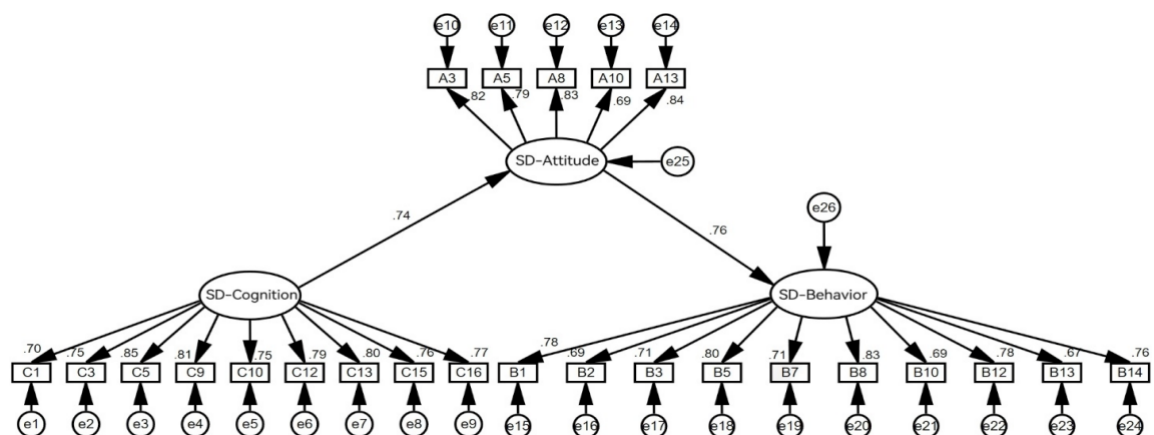 e10 e11 e12 e13 e14
A3 A5 A8 A10 A13
.82 .79 .83 .69 .84
SD-Attitude e25
e26
.74 .76
SD-Cognition SD-Behavior
.70 .75 .85 .81 .75 .79 .80 .76 .77 .78 .69 .71 .80 .71 .83 .69 .78 .67 .76
C1 C3 C5 C9 C10 C12 C13 C15 C16 B1 B2 B3 B5 B7 B8 B10 B12 B13 B14
e1 e2 e3 e4 e5 e6 e7 e8 e9 e15 e16 e17 e18 e19 e20 e21 e22 e23 e24